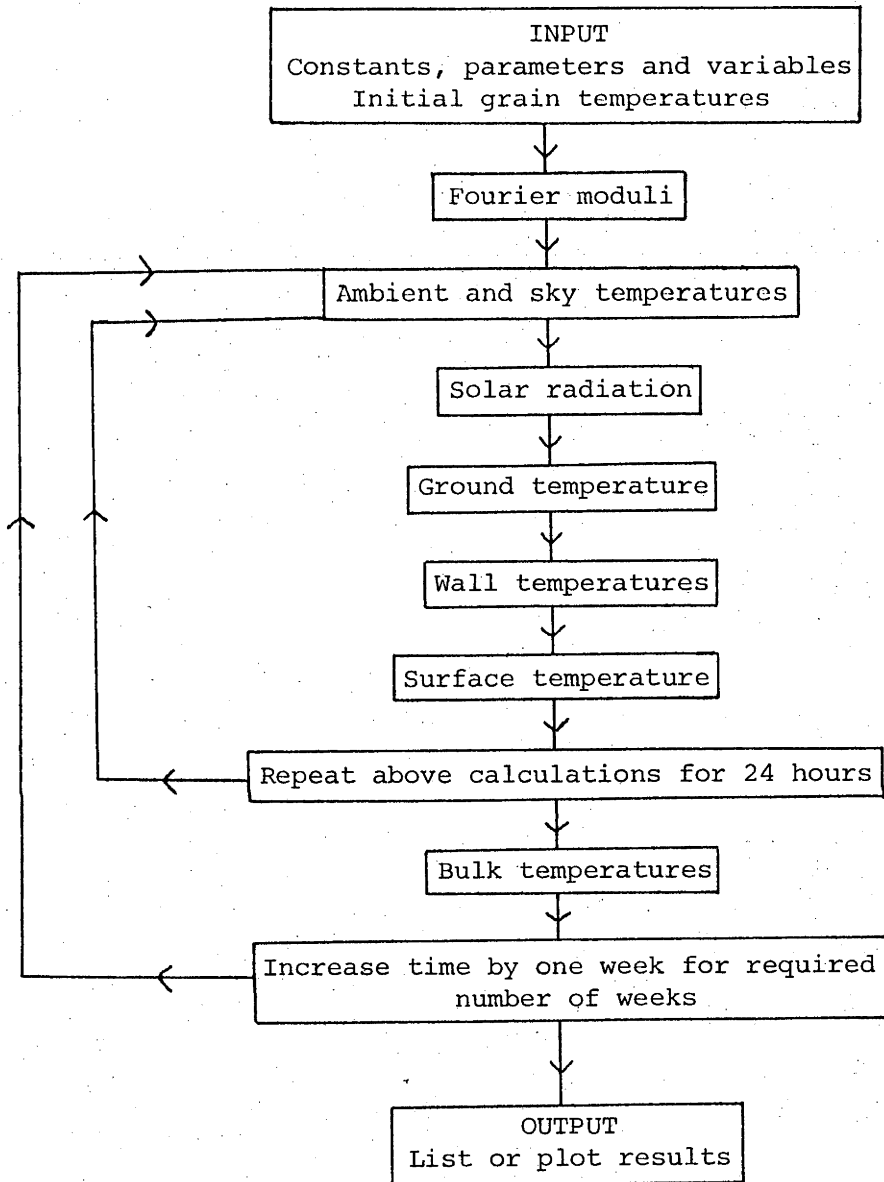 INPUT
Constants, parameters and variables
Initial grain temperatures
Fourier moduli
Ambient and sky temperatures
Solar radiation
Ground temperature
Wall temperatures
Surface temperature
Repeat above calculations for 24 hours
Bulk temperatures
Increase time by one week for required
number of weeks
OUTPUT
List or plot results